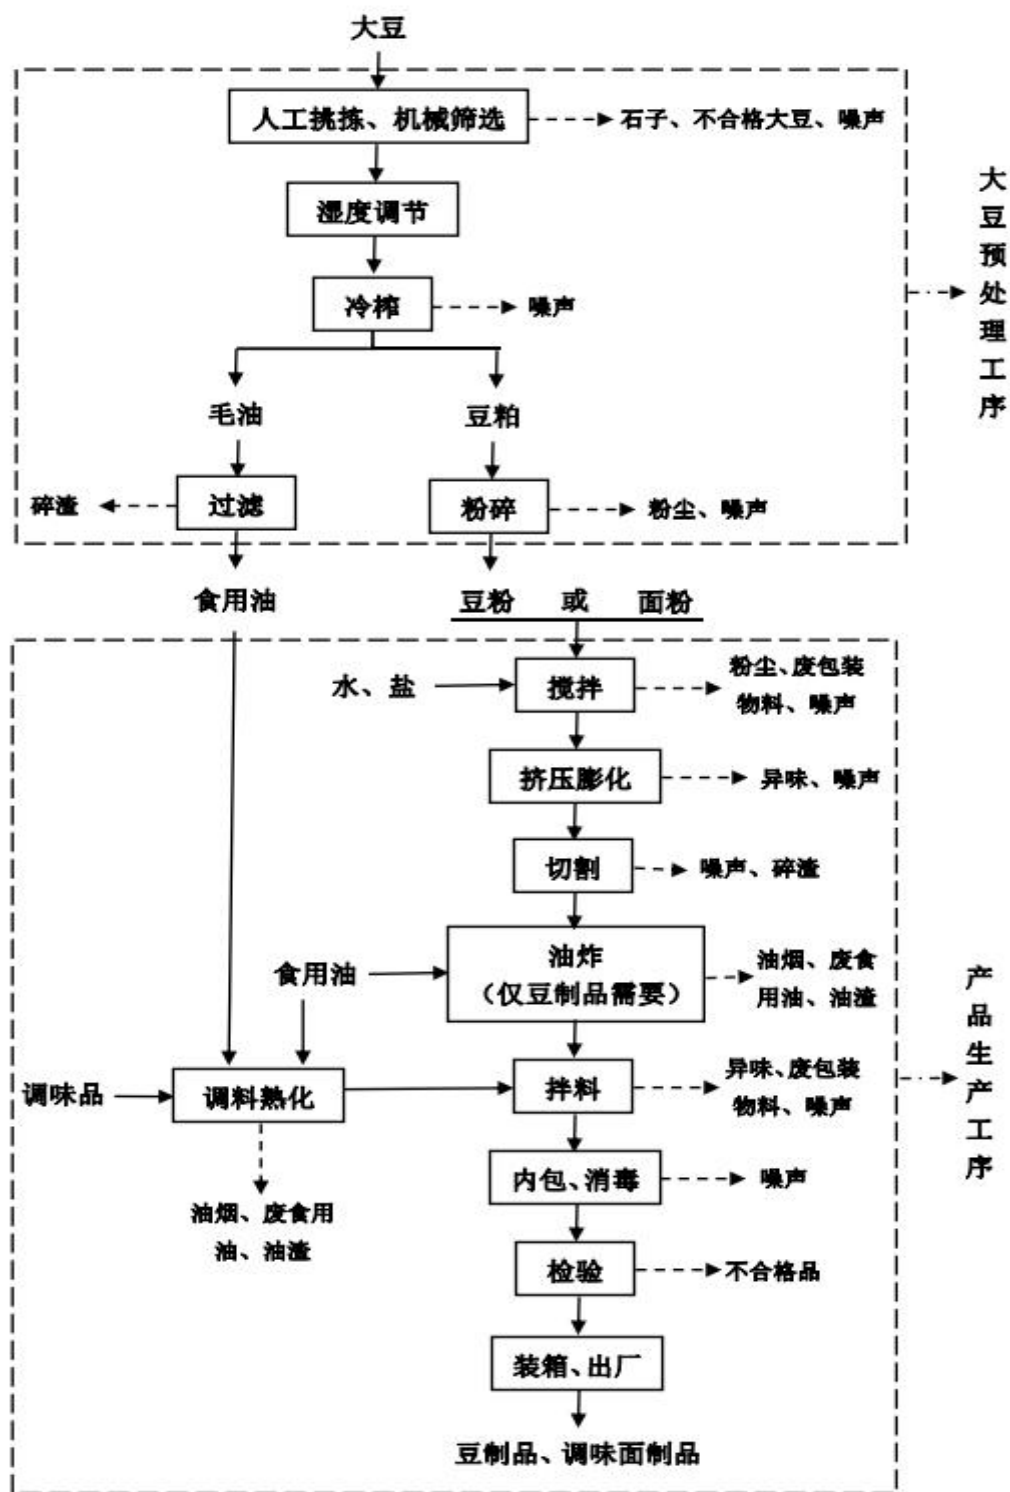 大豆
人工挑拣、机械筛选
石子、不合格大豆、噪声
湿度调节
冷榨
噪声
大豆预处理工序
毛油
豆粕
碎渣
过滤
粉碎
粉尘、噪声
食用油
豆粉 或 面粉
水、盐
搅拌
粉尘、废包装
物料、噪声
挤压膨化
异味、噪声
切割
噪声、碎渣
食用油
油炸
（仅豆制品需要）
油烟、废食
用油、油渣
产品生产工序
调味品
调料熟化
拌料
异味、废包装
物料、噪声
油烟、废食用
油、油渣
内包、消毒
噪声
检验
不合格品
装箱、出厂
豆制品、调味面制品